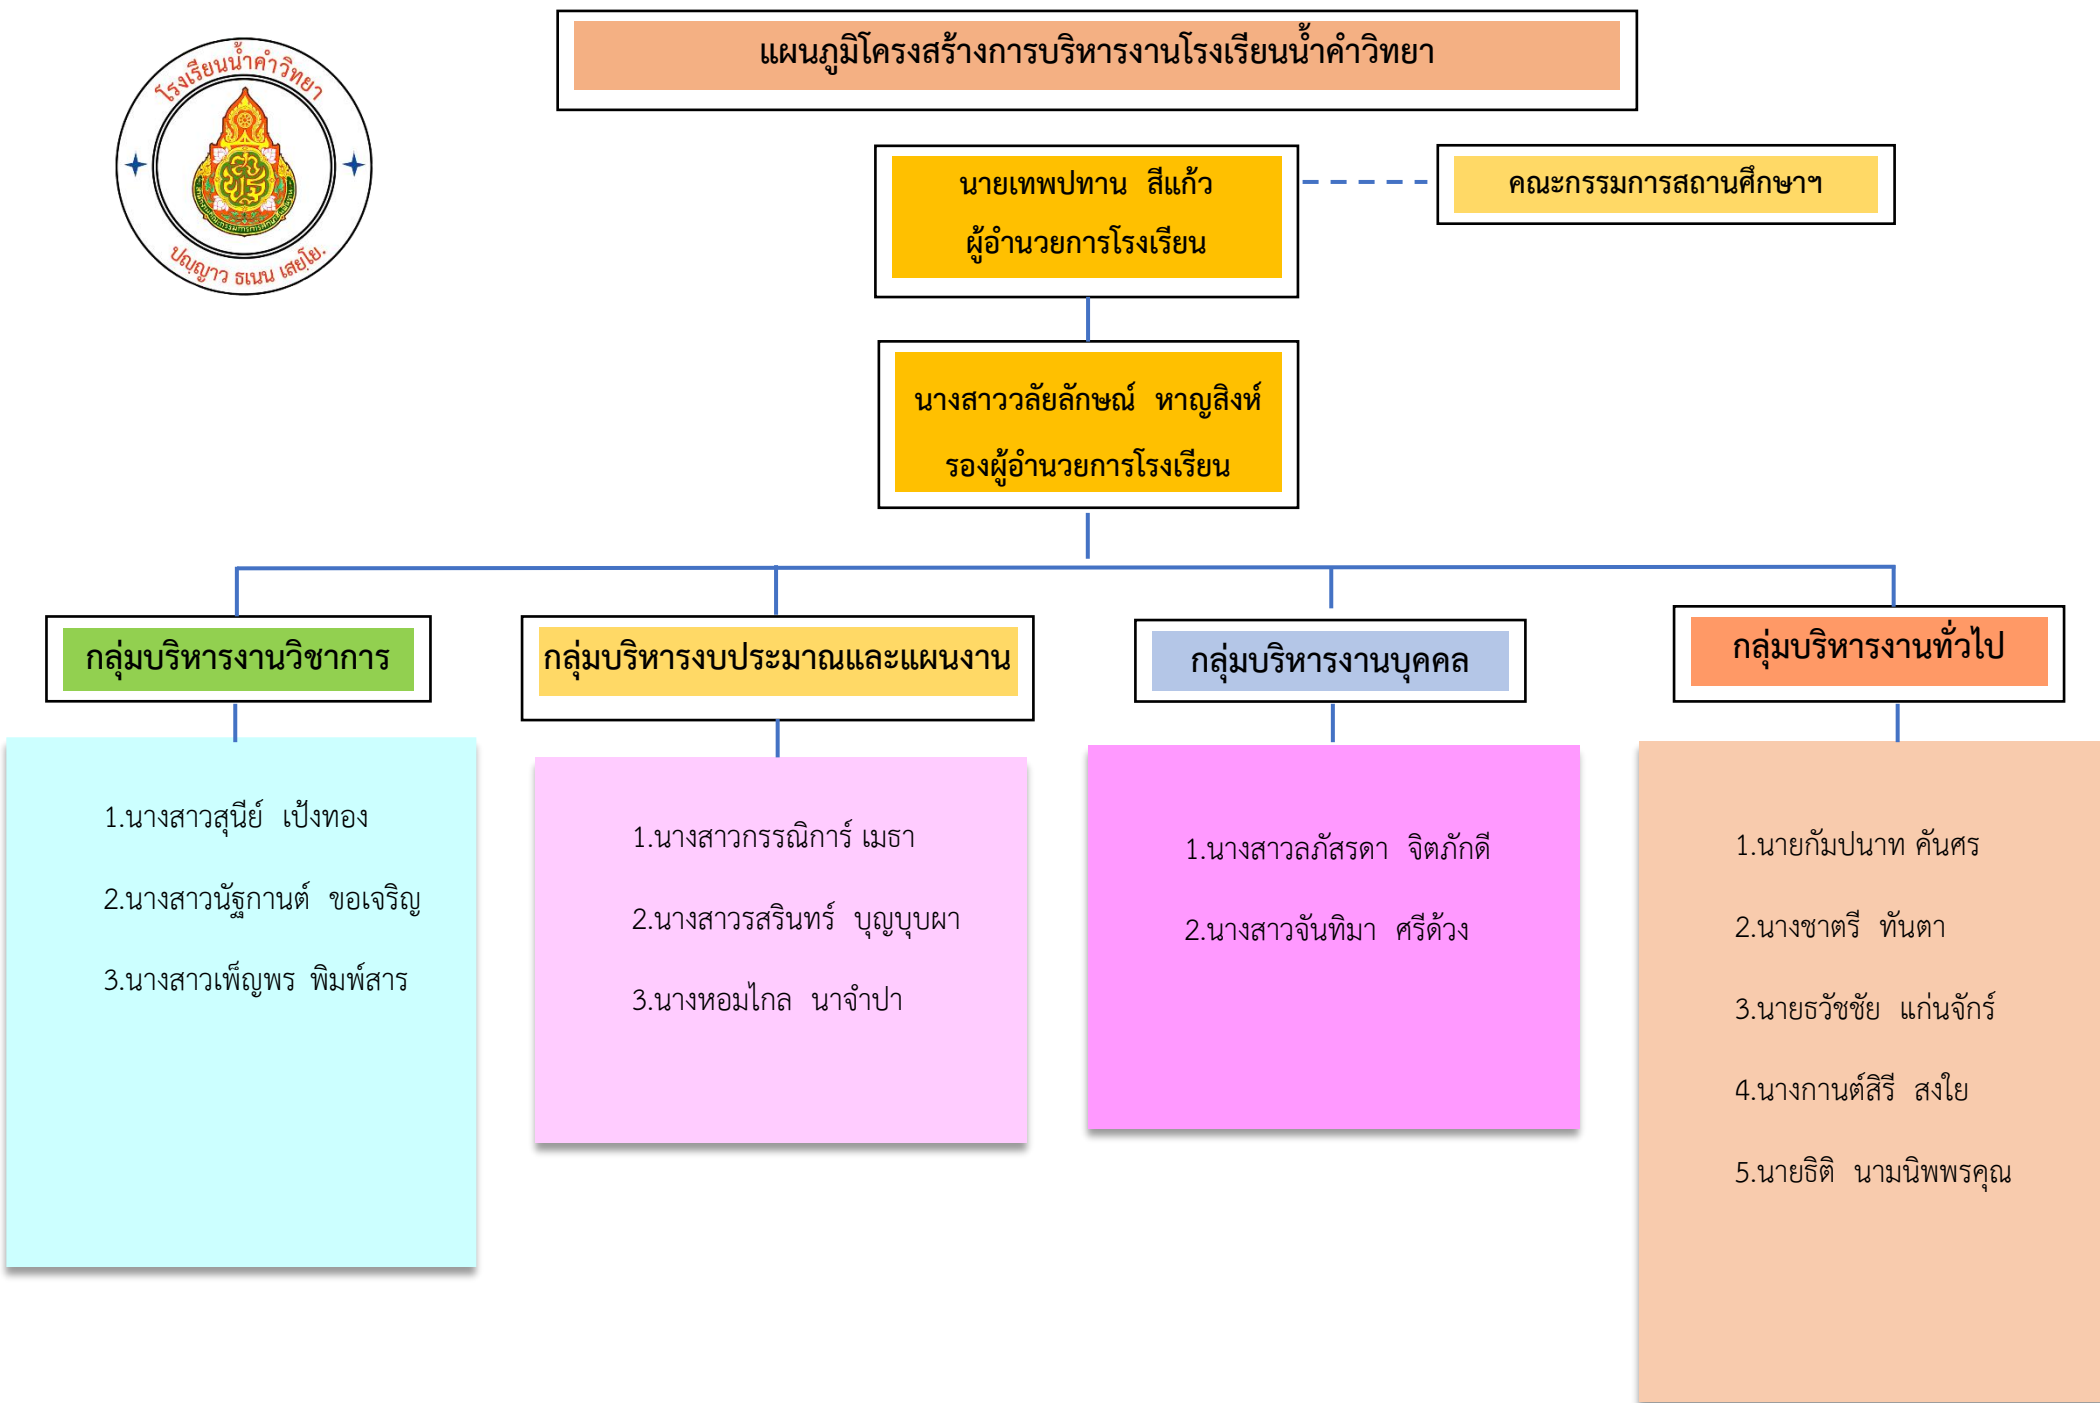 โรงเรียนน้ำคำวิทยา
ปญฺญาว ธเนน เสยฺโย.
แผนภูมิโครงสร้างการบริหารงานโรงเรียนน้ำคำวิทยา
นายเทพปทาน สีแก้ว
ผู้อำนวยการโรงเรียน
คณะกรรมการสถานศึกษาฯ
นางสาววลัยลักษณ์ หาญสิงห์
รองผู้อำนวยการโรงเรียน
กลุ่มบริหารงานวิชาการ
1.นางสาวสุนีย์ เป้งทอง
2.นางสาวนัฐกานต์ ขอเจริญ
3.นางสาวเพ็ญพร พิมพ์สาร
กลุ่มบริหารงบประมาณและแผนงาน
1.นางสาวกรรณิการ์ เมธา
2.นางสาวรสรินทร์ บุญบุบผา
3.นางหอมไกล นาจำปา
กลุ่มบริหารงานบุคคล
1.นางสาวลภัสรดา จิตภักดี
2.นางสาวจันทิมา ศรีด้วง
กลุ่มบริหารงานทั่วไป
1.นายกัมปนาท คันศร
2.นางชาตรี ทันตา
3.นายธวัชชัย แก่นจักร์
4.นางกานต์สิรี สงใย
5.นายธิติ นามนิพพรคุณ